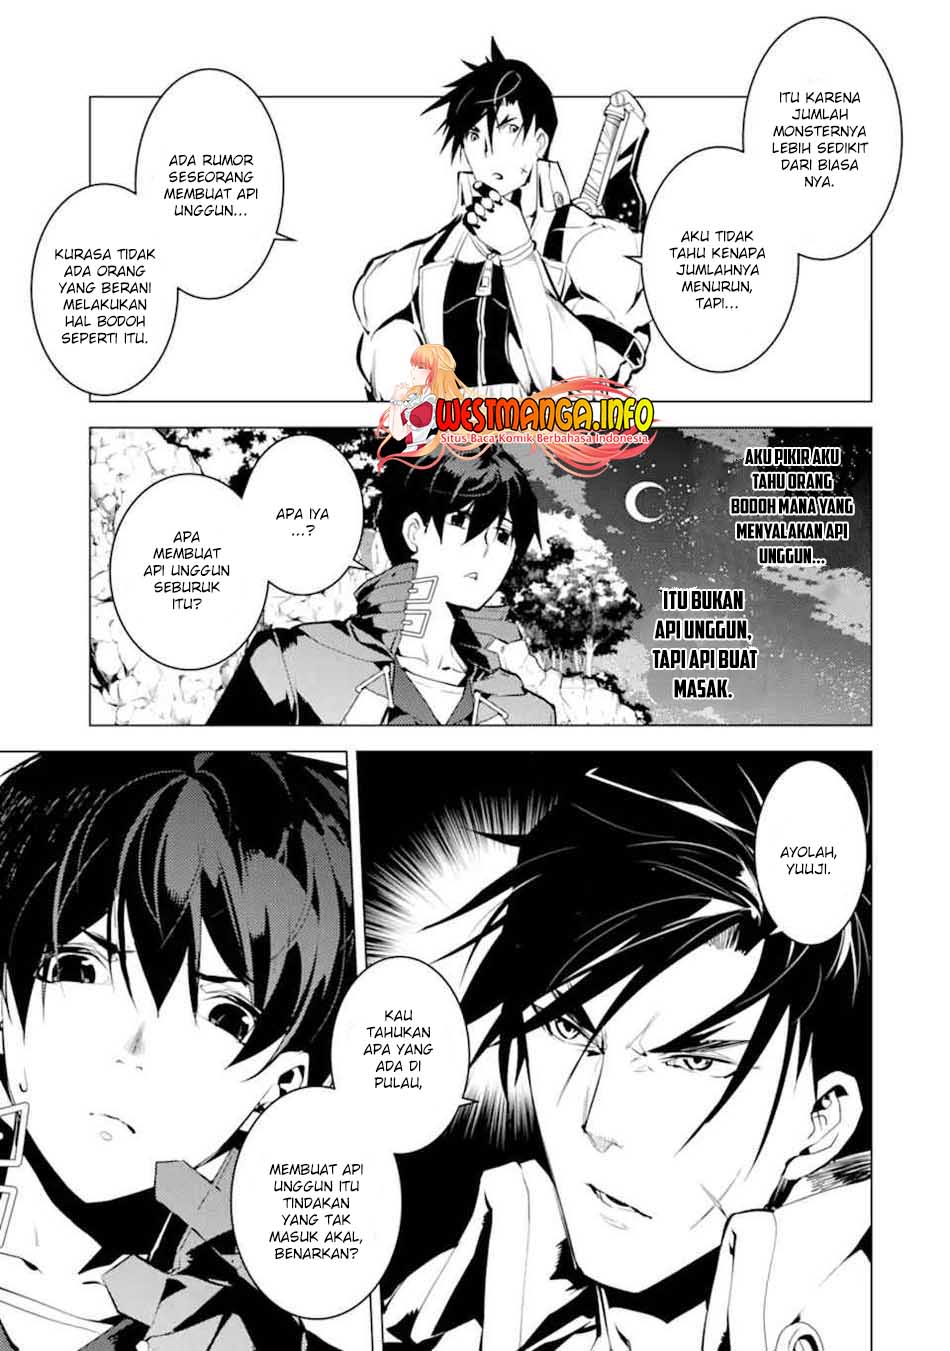 ITU KARENA
JUMLAH
MONSTERNYA
LEBIH SEDIKIT
DARI BIASA
NYA.
AKU TIDAK
TAHU KENAPA
JUMLAHNYA
MENURUN,
TAPI...
ADA RUMOR
SESEORANG
MEMBUAT API
UNGGUN...
KURASA TIDAK
ADA ORANG
YANG BERANI
MELAKUKAN
HAL BODOH
SEPERTI ITU.
WESTMANGA.INFO
Situs Baca Komik Berbahasa Indonesia
AKU PIKIR AKU
TAHU ORANG
BODOH MANA YANG
MENYALAKAN API
UNGGUN...
ITU BUKAN
API UNGGUN,
TAPI API BUAT
MASAK.
APA IYA
...?
APA
MEMBUAT
API UNGGUN
SEBURUK
ITU?
AYOLAH,
YUUJI.
KAU
TAHUKAN
APA YANG
ADA DI
PULAU,
MEMBUAT API
UNGGUN ITU
TINDAKAN
YANG TAK
MASUK AKAL,
BENARKAN?